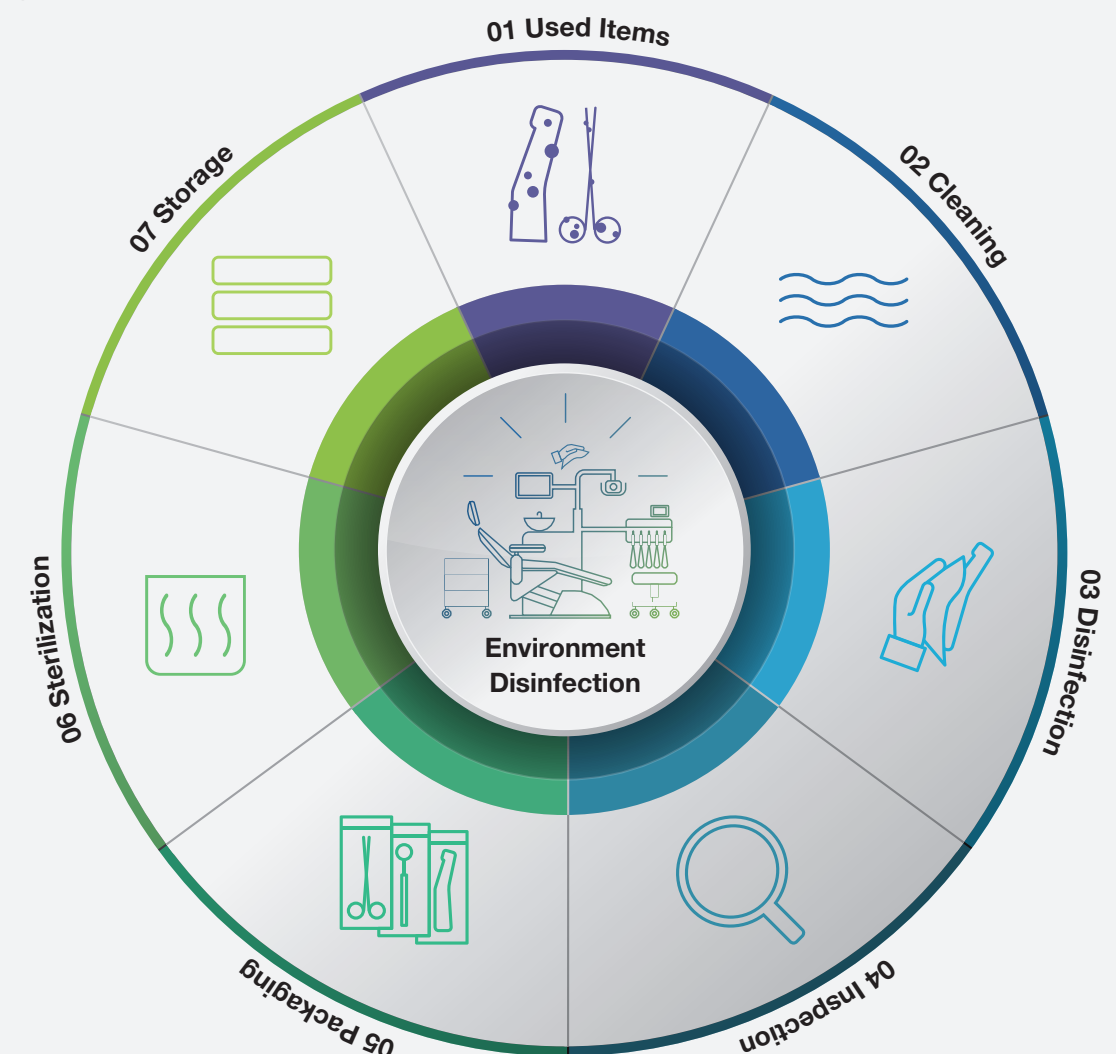 01 Used Items
02 Cleaning
03 Disinfection
04 Inspection
05 Packaging
06 Sterilization
07 Storage
Environment
Disinfection